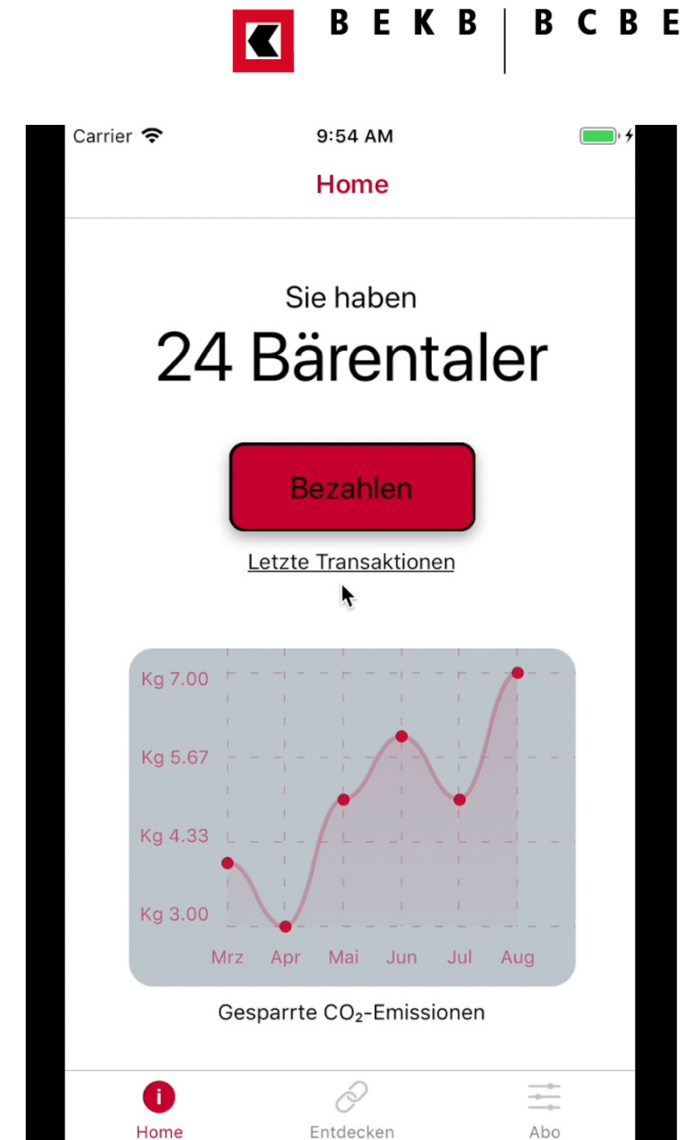 BEKB | BCBE
Carrier 9:54 AM
Home
Sie haben
24 Bärentaler
Bezahlen
Letzte Transaktionen
Kg 7.00
Kg 5.67
Kg 4.33
Kg 3.00
Mrz Apr Mai Jun Jul Aug
Gesparrte CO₂-Emissionen
Home Entdecken Abo